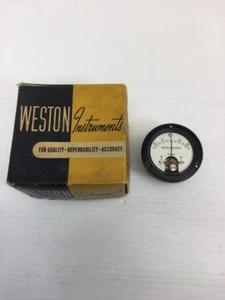 WESTON Instruments
FOR QUALITY • DEPENDABILITY • ACCURACY